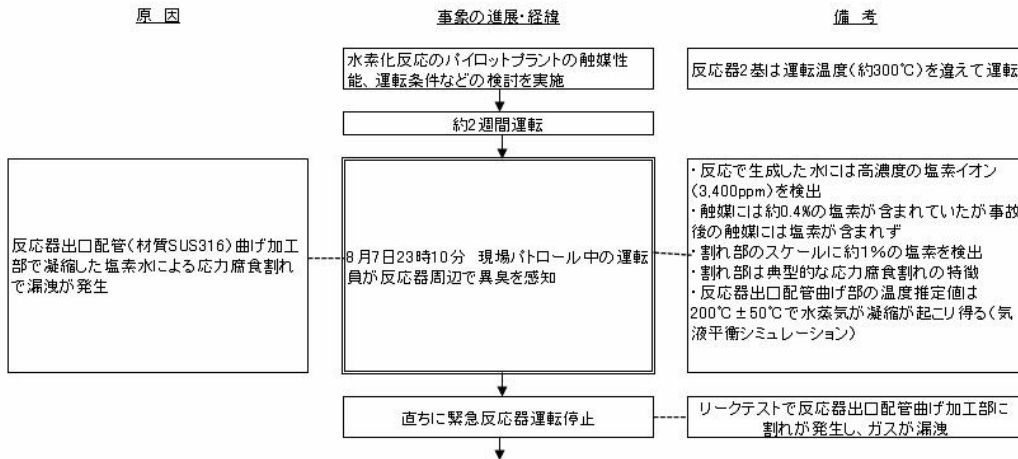 原 因
事象の進展・経緯
備 考
水素化反応のパイロットプラントの触媒性
能、運転条件などの検討を実施
反応器2基は運転温度(約300℃)を違えて運転
約2週間運転
反応器出口配管(材質SUS316)曲げ加工
部で凝縮した塩素水による応力腐食割れ
で漏洩が発生
8月7日23時10分 現場パトロール中の運転
員が反応器周辺で異臭を感知
・反応で生成した水には高濃度の塩素イオン
(3,400ppm)を検出
・触媒には約0.4%の塩素が含まれていたが事故
後の触媒には塩素が含まれず
・割れ部のスケールに約1%の塩素を検出
・割れ部は典型的な応力腐食割れの特徴
・反応器出口配管曲げ部の温度推定値は
200℃±50℃で水蒸気が凝縮が起こり得る(気
液平衡シミュレーション)
直ちに緊急反応器運転停止
リークテストで反応器出口配管曲げ加工部に
割れが発生し、ガスが漏洩